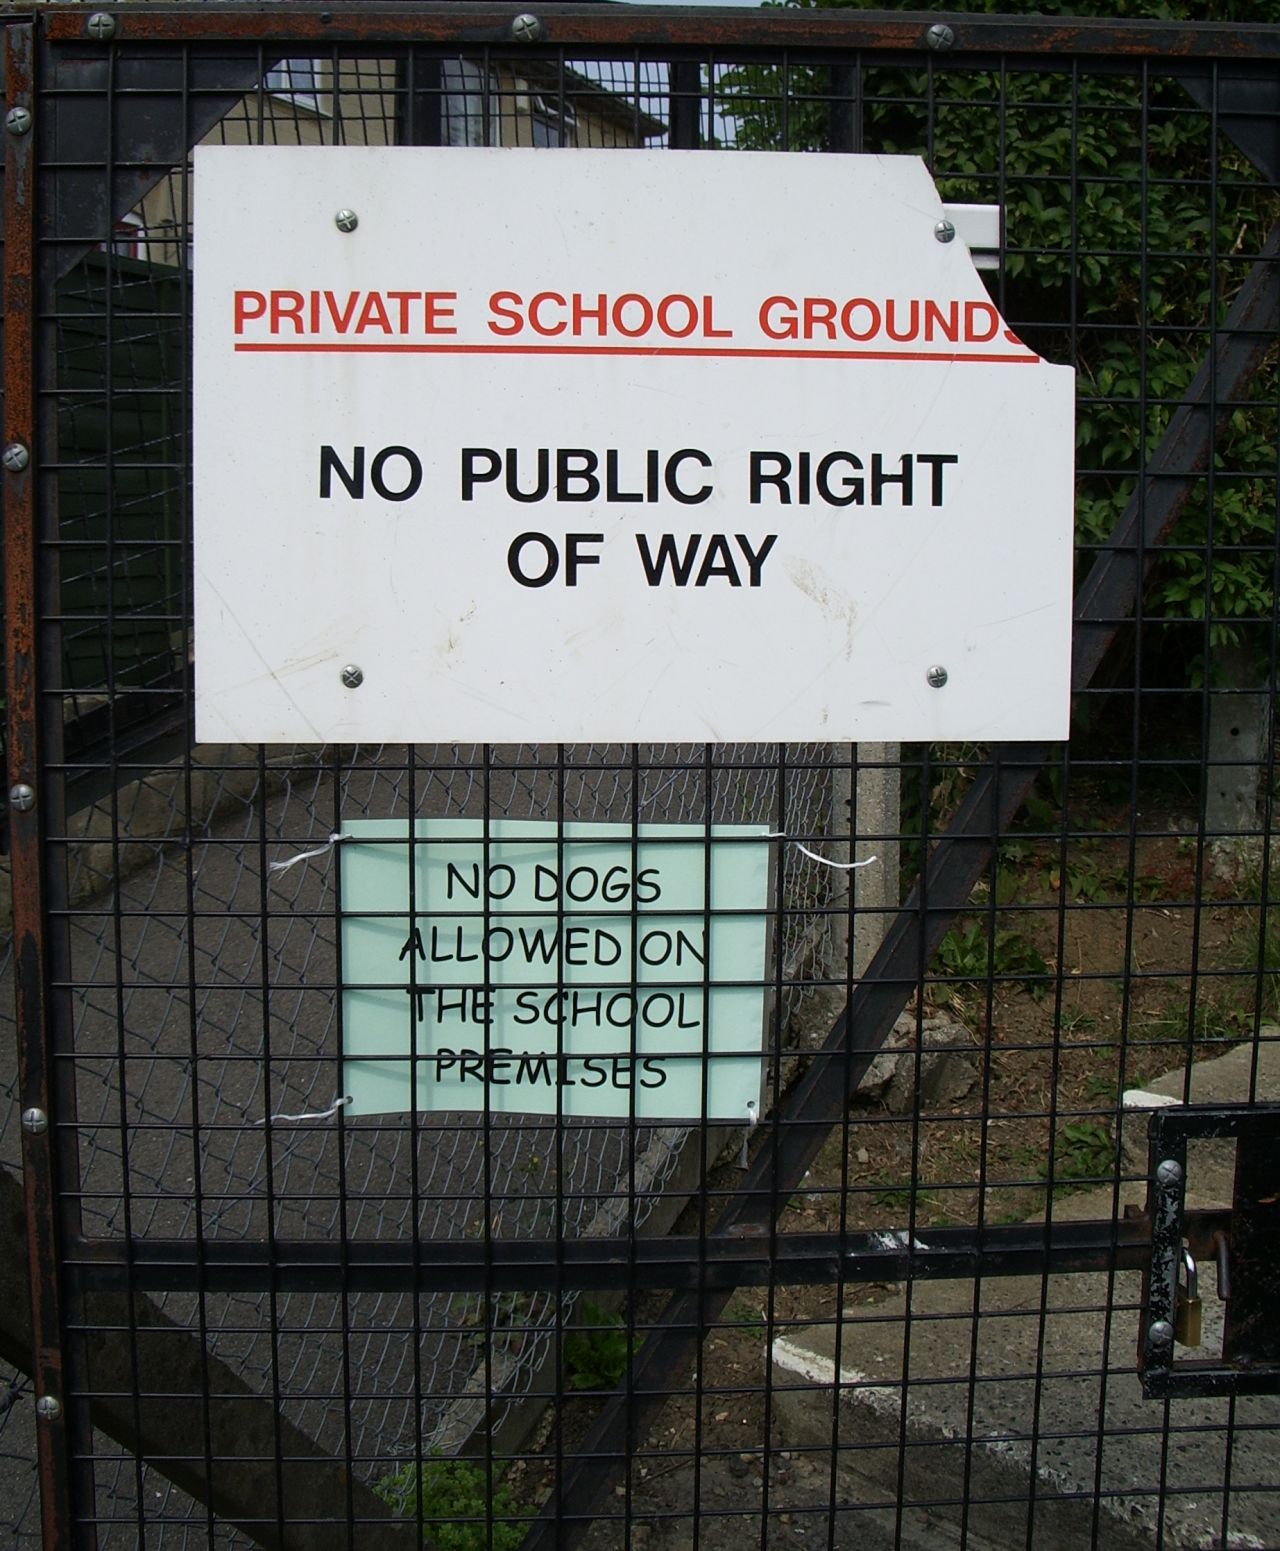 PRIVATE SCHOOL GROUNDS
NO PUBLIC RIGHT
OF WAY
NO DOGS
ALLOWED ON
THE SCHOOL
PREMISES